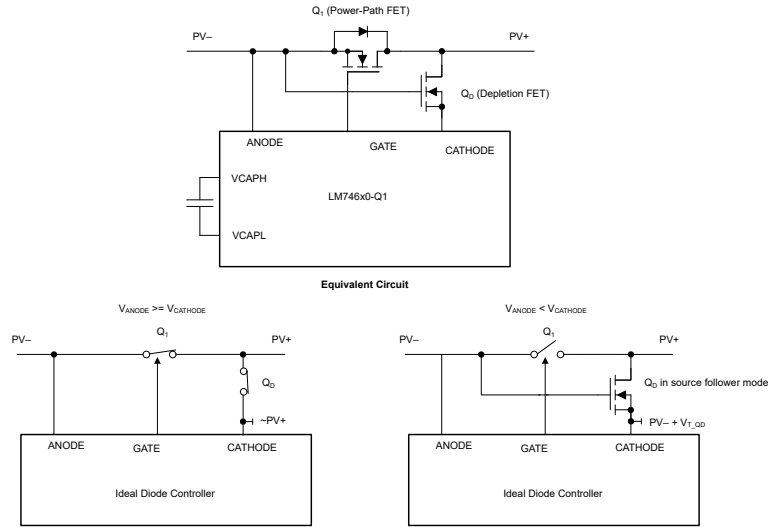 Q1 (Power-Path FET)
PV–
PV+
QD (Depletion FET)
ANODE
GATE
CATHODE
VCAPH
LM746x0-Q1
VCAPL
Equivalent Circuit
VANODE >= VCATHODE
Q1
PV–
PV+
QD
~PV+
ANODE
GATE
CATHODE
Ideal Diode Controller
VANODE < VCATHODE
Q1
PV–
PV+
QD in source follower mode
PV– + VT_QD
ANODE
GATE
CATHODE
Ideal Diode Controller